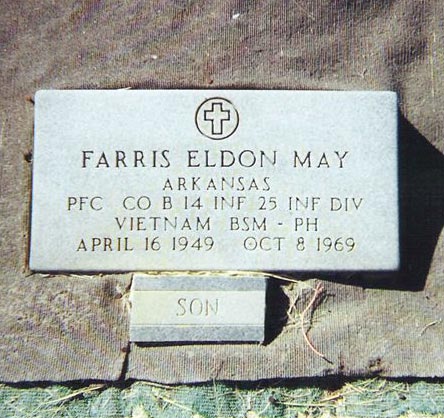 FARRIS ELDON MAY
ARKANSAS
PFC CO B 14 INF 25 INF DIV
VIETNAM BSM - PH
APRIL 16 1949 OCT 8 1969
SON